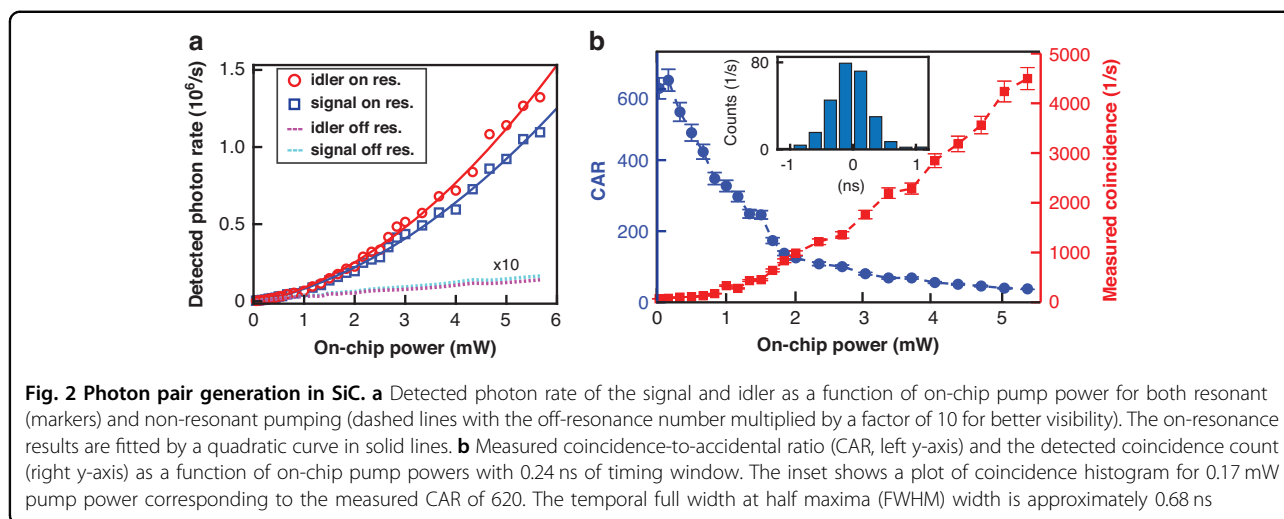 a
Detected photon rate (10⁶/s)
1.5
1.0
0.5
0
idler on res.
signal on res.
idler off res.
signal off res.
x10
0 1 2 3 4 5 6
On-chip power (mW)
b
CAR
600
400
200
0
80
Counts (1/s)
0
-1 0 1
(ns)
5000
4000
3000
2000
1000
0
Measured coincidence (1/s)
0 1 2 3 4 5
On-chip power (mW)
Fig. 2 Photon pair generation in SiC. a Detected photon rate of the signal and idler as a function of on-chip pump power for both resonant
(markers) and non-resonant pumping (dashed lines with the off-resonance number multiplied by a factor of 10 for better visibility). The on-resonance
results are fitted by a quadratic curve in solid lines. b Measured coincidence-to-accidental ratio (CAR, left y-axis) and the detected coincidence count
(right y-axis) as a function of on-chip pump powers with 0.24 ns of timing window. The inset shows a plot of coincidence histogram for 0.17 mW
pump power corresponding to the measured CAR of 620. The temporal full width at half maxima (FWHM) width is approximately 0.68 ns